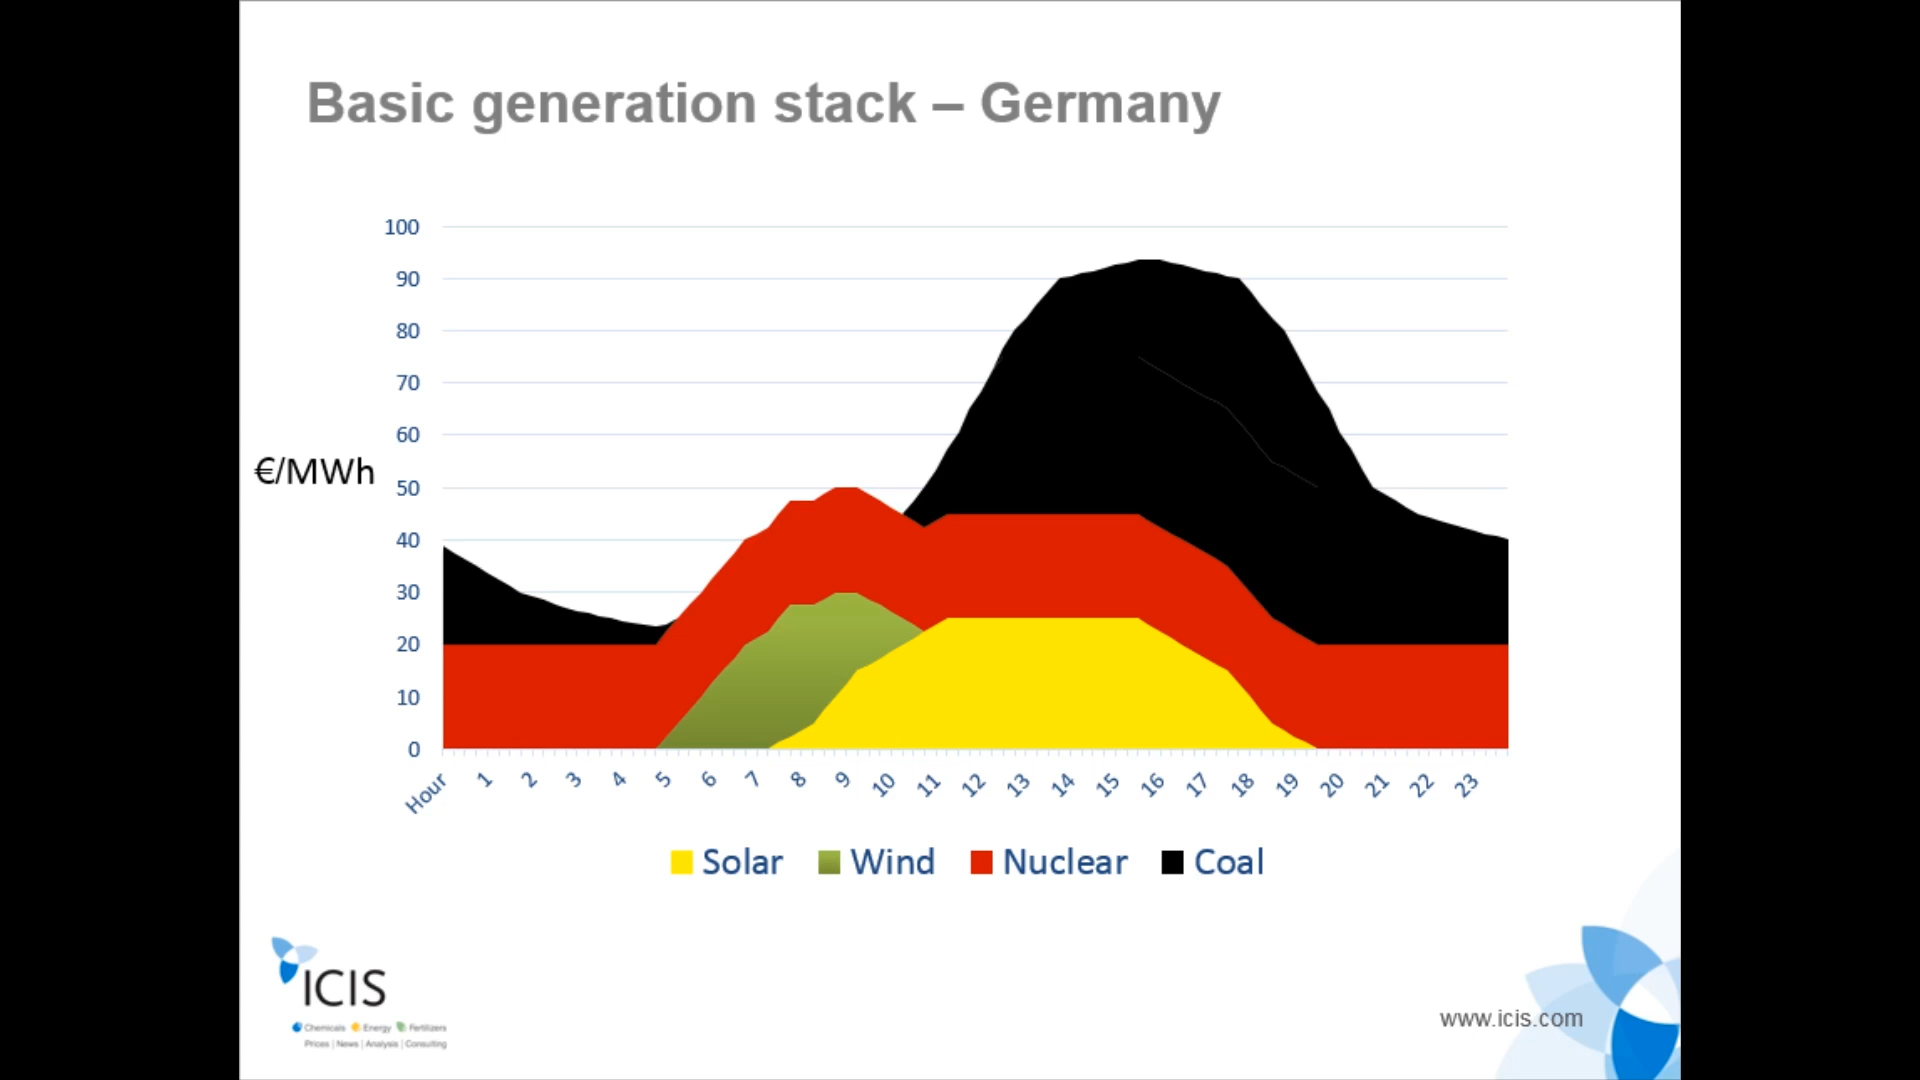 Basic generation stack – Germany
100
90
80
70
60
€/MWh
50
40
30
20
10
0
Hour 1 2 3 4 5 6 7 8 9 10 11 12 13 14 15 16 17 18 19 20 21 22 23
Solar Wind Nuclear Coal
ICIS
Chemicals Energy Fertilizers
Prices | News | Analysis | Consulting
www.icis.com